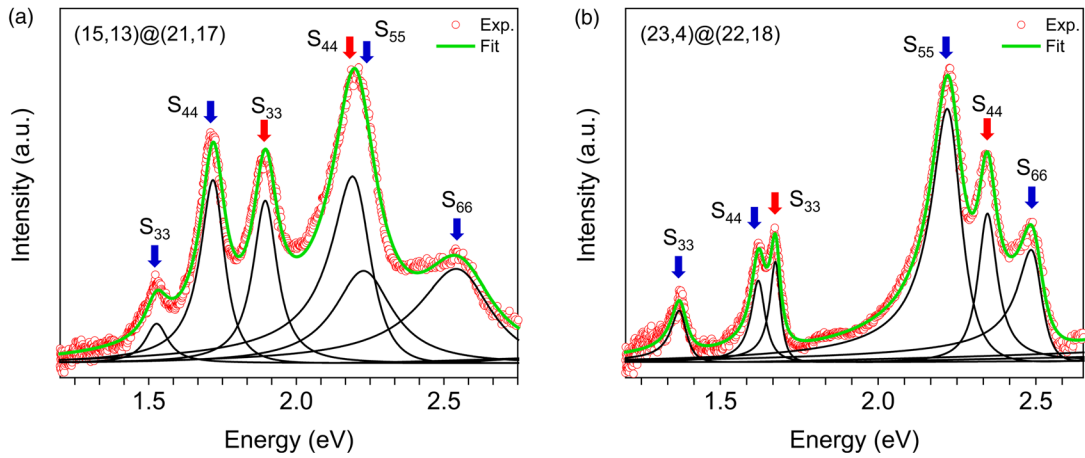 (a)
(15,13)@(21,17)
Exp.
Fit
S33
S44
S33
S44
S55
S66
Intensity (a.u.)
1.5
2.0
2.5
Energy (eV)
(b)
(23,4)@(22,18)
Exp.
Fit
S33
S44
S33
S55
S44
S66
Intensity (a.u.)
1.5
2.0
2.5
Energy (eV)